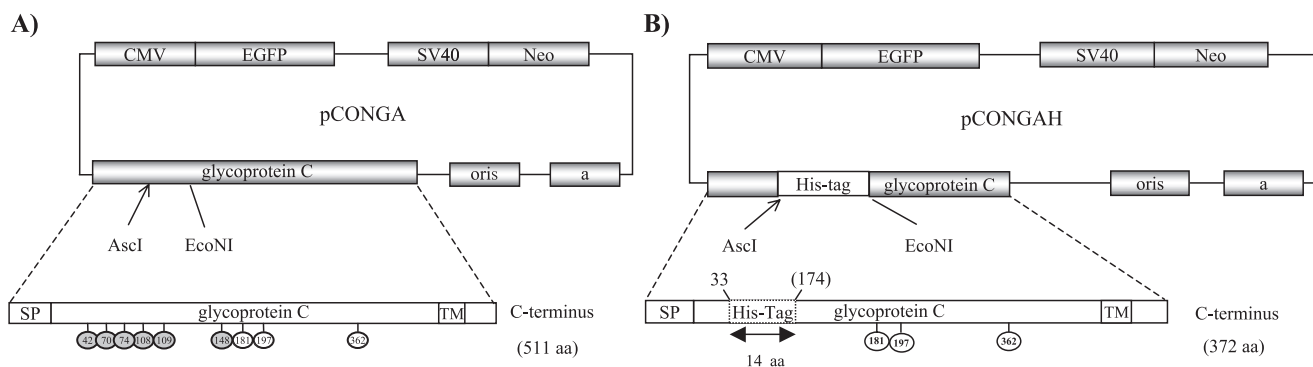 A)
CMV EGFP SV40 Neo
pCONGA
glycoprotein C oris a
AscI EcoNI
SP glycoprotein C TM C-terminus
42 70 74 108 109 148 181 197 362
(511 aa)
B)
CMV EGFP SV40 Neo
pCONGAH
His-tag glycoprotein C oris a
AscI EcoNI
33 (174)
SP His-Tag glycoprotein C TM C-terminus
181 197 362
14 aa
(372 aa)